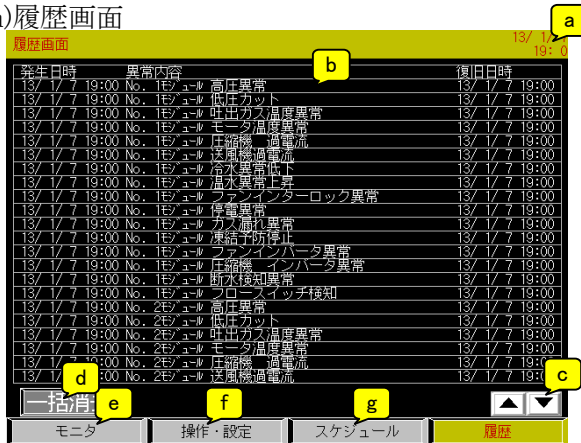 )履歴画面
a
履歴画面
13/ 1/
19: 0
b
発生日時 異常内容 復旧日時
13/ 1/ 7 19:00 No. 1ﾓｼﾞｭｰﾙ 高圧異常 13/ 1/ 7 19:00
13/ 1/ 7 19:00 No. 1ﾓｼﾞｭｰﾙ 低圧カット 13/ 1/ 7 19:00
13/ 1/ 7 19:00 No. 1ﾓｼﾞｭｰﾙ 吐出ガス温度異常 13/ 1/ 7 19:00
13/ 1/ 7 19:00 No. 1ﾓｼﾞｭｰﾙ モータ温度異常 13/ 1/ 7 19:00
13/ 1/ 7 19:00 No. 1ﾓｼﾞｭｰﾙ 圧縮機 過電流 13/ 1/ 7 19:00
13/ 1/ 7 19:00 No. 1ﾓｼﾞｭｰﾙ 送風機過電流 13/ 1/ 7 19:00
13/ 1/ 7 19:00 No. 1ﾓｼﾞｭｰﾙ 冷水異常低下 13/ 1/ 7 19:00
13/ 1/ 7 19:00 No. 1ﾓｼﾞｭｰﾙ 温水異常上昇 13/ 1/ 7 19:00
13/ 1/ 7 19:00 No. 1ﾓｼﾞｭｰﾙ ファンインターロック異常 13/ 1/ 7 19:00
13/ 1/ 7 19:00 No. 1ﾓｼﾞｭｰﾙ 停電異常 13/ 1/ 7 19:00
13/ 1/ 7 19:00 No. 1ﾓｼﾞｭｰﾙ ガス漏れ異常 13/ 1/ 7 19:00
13/ 1/ 7 19:00 No. 1ﾓｼﾞｭｰﾙ 凍結予防停止 13/ 1/ 7 19:00
13/ 1/ 7 19:00 No. 1ﾓｼﾞｭｰﾙ ファンインバータ異常 13/ 1/ 7 19:00
13/ 1/ 7 19:00 No. 1ﾓｼﾞｭｰﾙ 圧縮機 インバータ異常 13/ 1/ 7 19:00
13/ 1/ 7 19:00 No. 1ﾓｼﾞｭｰﾙ 断水検知異常 13/ 1/ 7 19:00
13/ 1/ 7 19:00 No. 1ﾓｼﾞｭｰﾙ フロースイッチ検知 13/ 1/ 7 19:00
13/ 1/ 7 19:00 No. 2ﾓｼﾞｭｰﾙ 高圧異常 13/ 1/ 7 19:00
13/ 1/ 7 19:00 No. 2ﾓｼﾞｭｰﾙ 低圧カット 13/ 1/ 7 19:00
13/ 1/ 7 19:00 No. 2ﾓｼﾞｭｰﾙ 吐出ガス温度異常 13/ 1/ 7 19:00
13/ 1/ 7 19:00 No. 2ﾓｼﾞｭｰﾙ モータ温度異常 13/ 1/ 7 19:00
13/ 1/ 7 19:00 No. 2ﾓｼﾞｭｰﾙ 圧縮機 過電流 13/ 1/ 7 19:00
13/ 1/ 7 19:00 No. 2ﾓｼﾞｭｰﾙ 送風機過電流 13/ 1/ 7 19:00
d
c
一括消
▲ ▼
e f g
モニタ 操作・設定 スケジュール 履歴